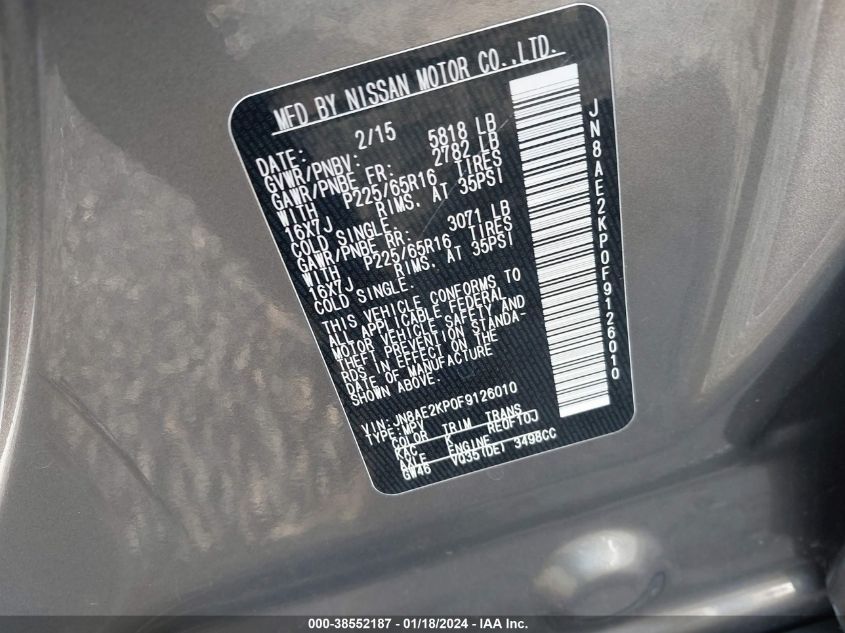 MFD BY NISSAN MOTOR CO.,LTD.
DATE: 2/15
GVWR/PNBV: 5818 LB
GAWR/PNBE FR: 2782 LB
WITH P225/65R16 TIRES
16X7J RIMS. AT 35PSI
COLD SINGLE.
GAWR/PNBE RR: 3071 LB
WITH P225/65R16 TIRES
16X7J RIMS. AT 35PSI
COLD SINGLE.
THIS VEHICLE CONFORMS TO
ALL APPLICABLE FEDERAL
MOTOR VEHICLE SAFETY AND
THEFT PREVENTION STANDA-
RDS IN EFFECT ON THE
DATE OF MANUFACTURE
SHOWN ABOVE.
VIN:JN8AE2KP0F9126010
TYPE:MPV
COLOR TRIM TRANS
KAC K RE0F10J
AXLE ENGINE
GW46 VQ35(DE) 3498CC
JN8AE2KP0F9126010
000-38552187 - 01/18/2024 - IAA Inc.